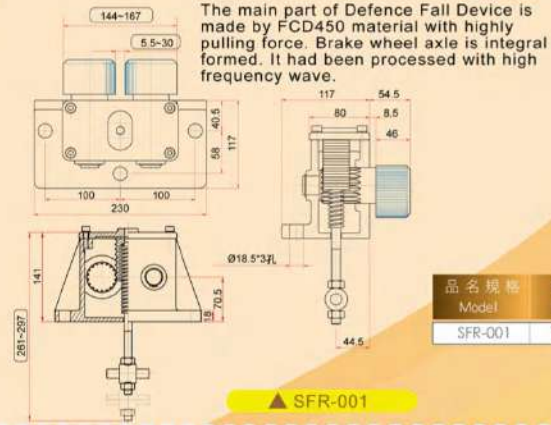 The main part of Defence Fall Device is
made by FCD450 material with highly
pulling force. Brake wheel axle is integral
formed. It had been processed with high
frequency wave.
144~167
5.5~30
40.5
58
117
100
100
230
117
54.5
80
8.5
46
Ø18.5*3孔
44.5
141
261~297
18
70.5
品名規格
Model
SFR-001
▲ SFR-001